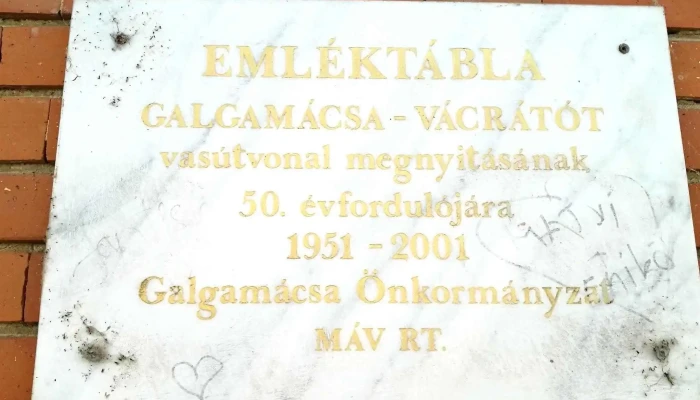 EMLÉKTÁBLA
GALGAMÁCSA - VÁCRÁTÓT
vasútvonal megnyitásának
50. évfordulójára
1951 - 2001
Galgamácsa Önkormányzat
MÁV RT.